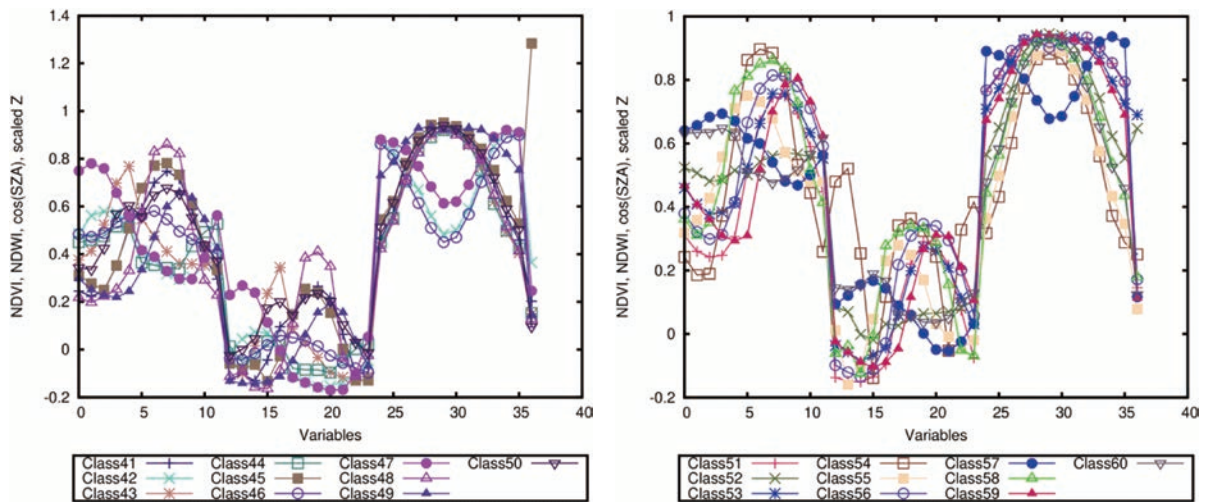 1.4
1.2
1
0.8
0.6
0.4
0.2
0
-0.2
NDVI, NDWI, cos(SZA), scaled Z
0 5 10 15 20 25 30 35 40
Variables
Class41 Class44 Class47 Class50
Class42 Class45 Class48
Class43 Class46 Class49
1
0.8
0.6
0.4
0.2
0
-0.2
NDVI, NDWI, cos(SZA), scaled Z
0 5 10 15 20 25 30 35 40
Variables
Class51 Class54 Class57 Class60
Class52 Class55 Class58
Class53 Class56 Class59